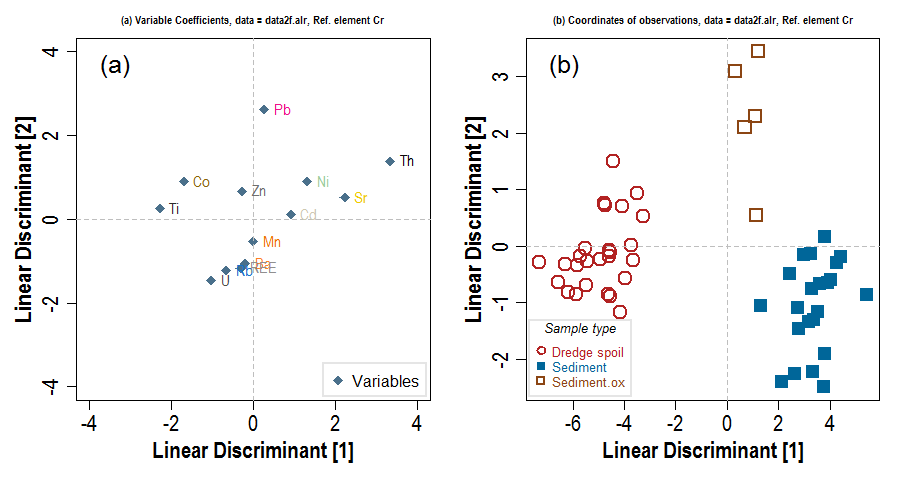 (a) Variable Coefficients, data = data2f.alr, Ref. element Cr
(a)
4
2
0
-2
-4
-4
-2
0
2
4
Linear Discriminant [2]
Linear Discriminant [1]
Pb
Th
Co
Ni
Zn
Sr
Ti
Cd
Mn
Ba
Rb
REE
U
Variables
(b) Coordinates of observations, data = data2f.alr, Ref. element Cr
(b)
3
2
1
0
-1
-2
-6
-4
-2
0
2
4
Linear Discriminant [2]
Linear Discriminant [1]
Sample type
Dredge spoil
Sediment
Sediment.ox